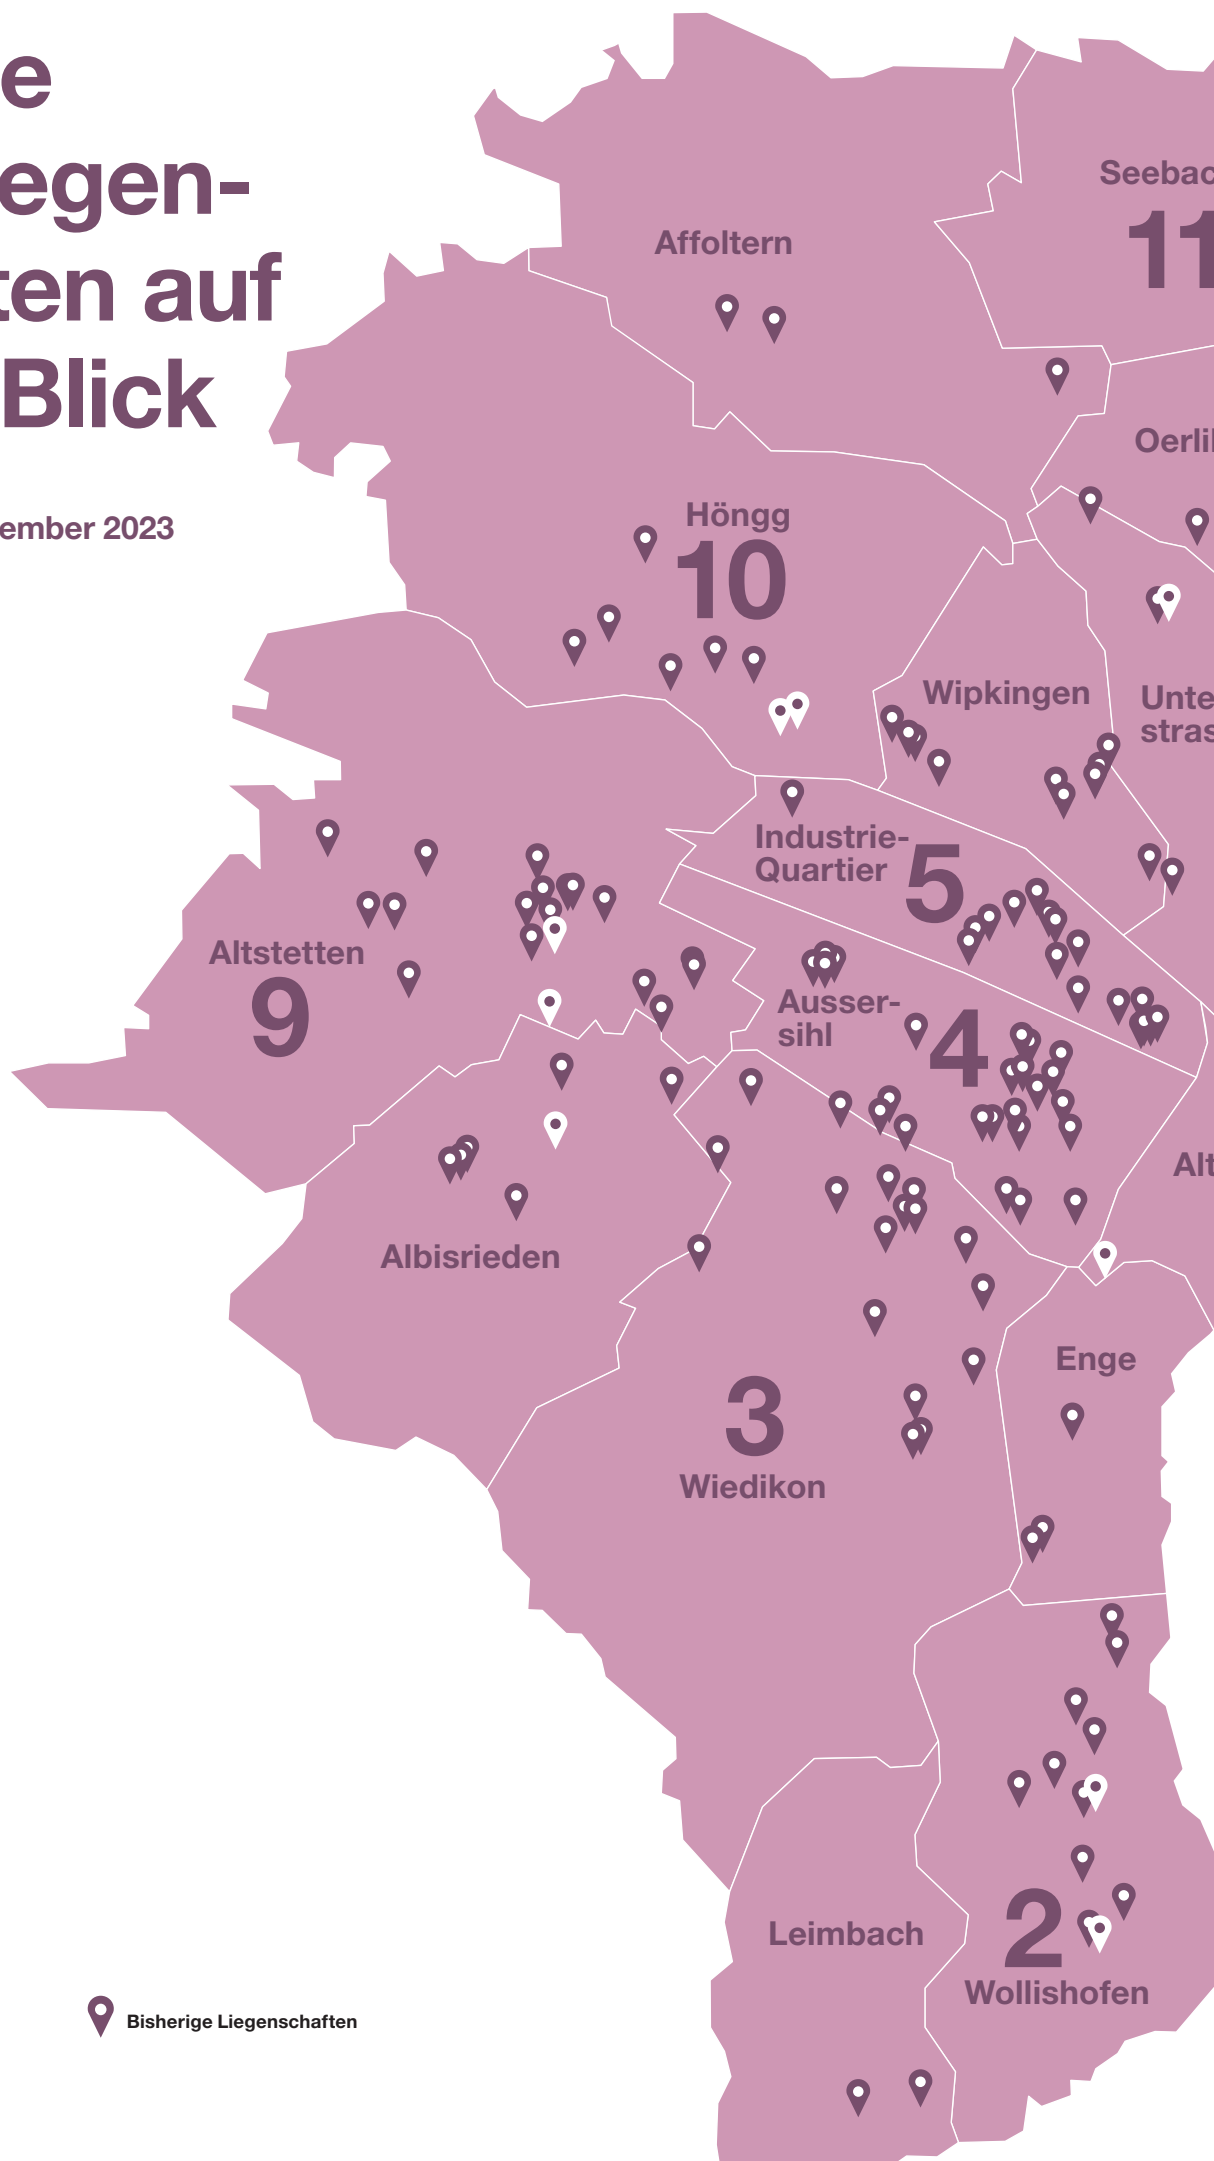 e
egen-
ten auf
Blick
ember 2023
Seebac
11
Affoltern
Oerli
Höngg
10
Wipkingen
Unte
stras
Industrie-
Quartier
5
Altstetten
9
Ausser-
sihl
4
Alt
Albisrieden
Enge
3
Wiedikon
Leimbach
2
Wollishofen
Bisherige Liegenschaften